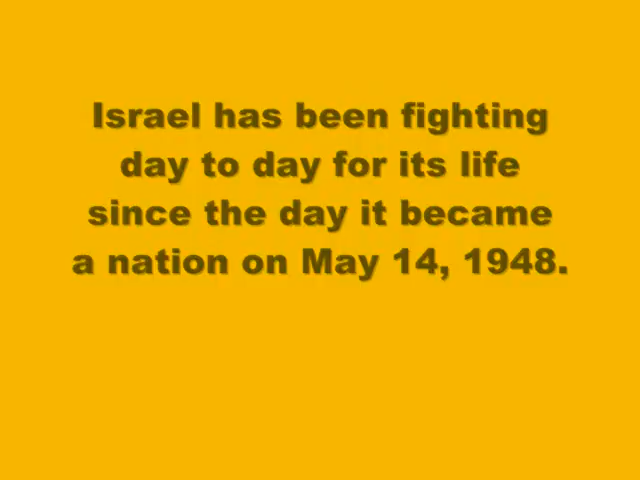 Israel has been fighting
day to day for its life
since the day it became
a nation on May 14, 1948.